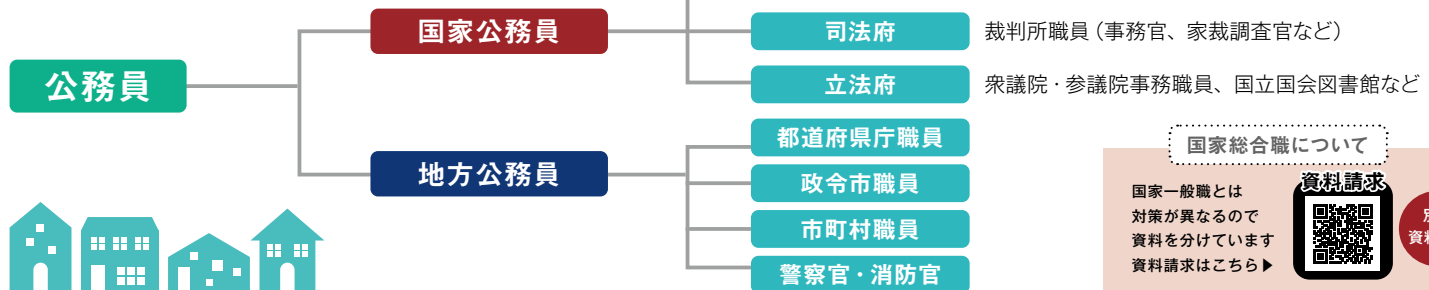 公務員
国家公務員
司法府
裁判所職員（事務官、家裁調査官など）
立法府
衆議院・参議院事務職員、国立国会図書館など
地方公務員
都道府県庁職員
政令市職員
市町村職員
警察官・消防官
国家総合職について
国家一般職とは
対策が異なるので
資料を分けています
資料請求はこちら▶
資料請求
資料